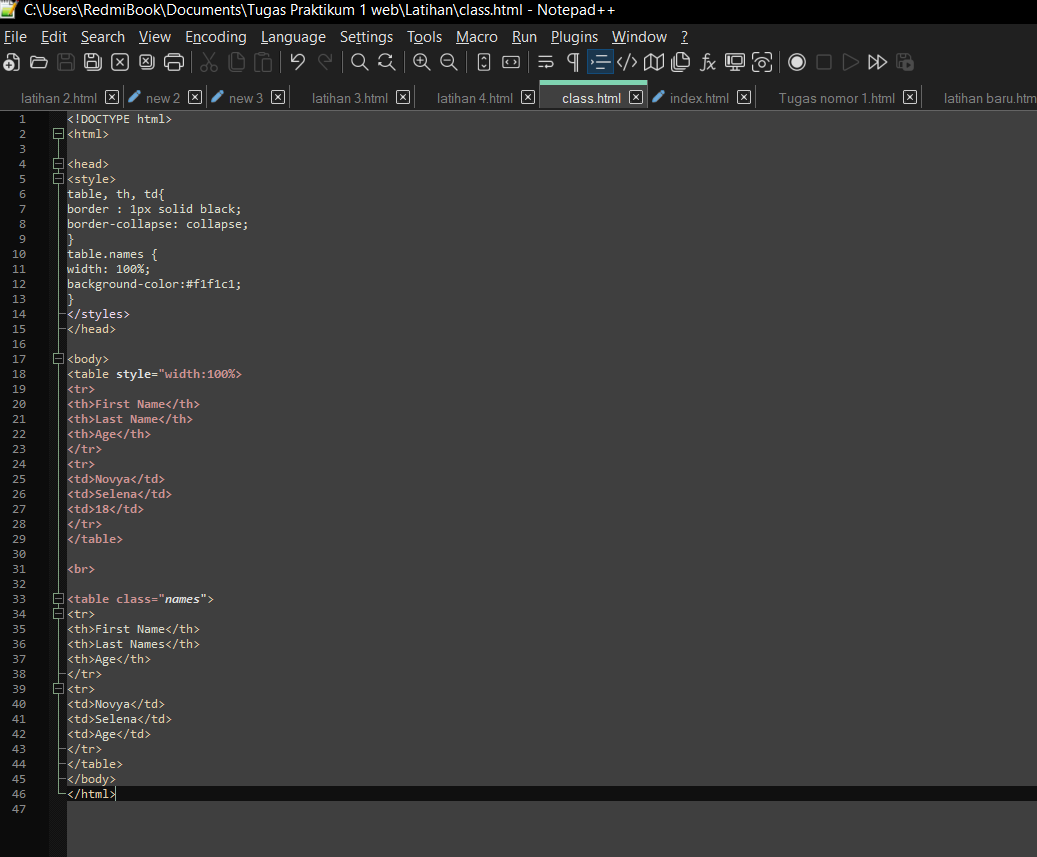 C:\Users\RedmiBook\Documents\Tugas Praktikum 1 web\Latihan\class.html - Notepad++
File Edit Search View Encoding Language Settings Tools Macro Run Plugins Window ?
latihan 2.html new 2 new 3 latihan 3.html latihan 4.html class.html index.html Tugas nomor 1.html latihan baru.htm
1 <!DOCTYPE html>
2 <html>
3
4 <head>
5 <style>
6 table, th, td{
7 border : 1px solid black;
8 border-collapse: collapse;
9 }
10 table.names {
11 width: 100%;
12 background-color:#f1f1c1;
13 }
14 </styles>
15 </head>
16
17 <body>
18 <table style="width:100%>
19 <tr>
20 <th>First Name</th>
21 <th>Last Name</th>
22 <th>Age</th>
23 </tr>
24 <tr>
25 <td>Novya</td>
26 <td>Selena</td>
27 <td>18</td>
28 </tr>
29 </table>
30
31 <br>
32
33 <table class="names">
34 <tr>
35 <th>First Name</th>
36 <th>Last Names</th>
37 <th>Age</th>
38 </tr>
39 <tr>
40 <td>Novya</td>
41 <td>Selena</td>
42 <td>Age</td>
43 </tr>
44 </table>
45 </body>
46 </html>
47